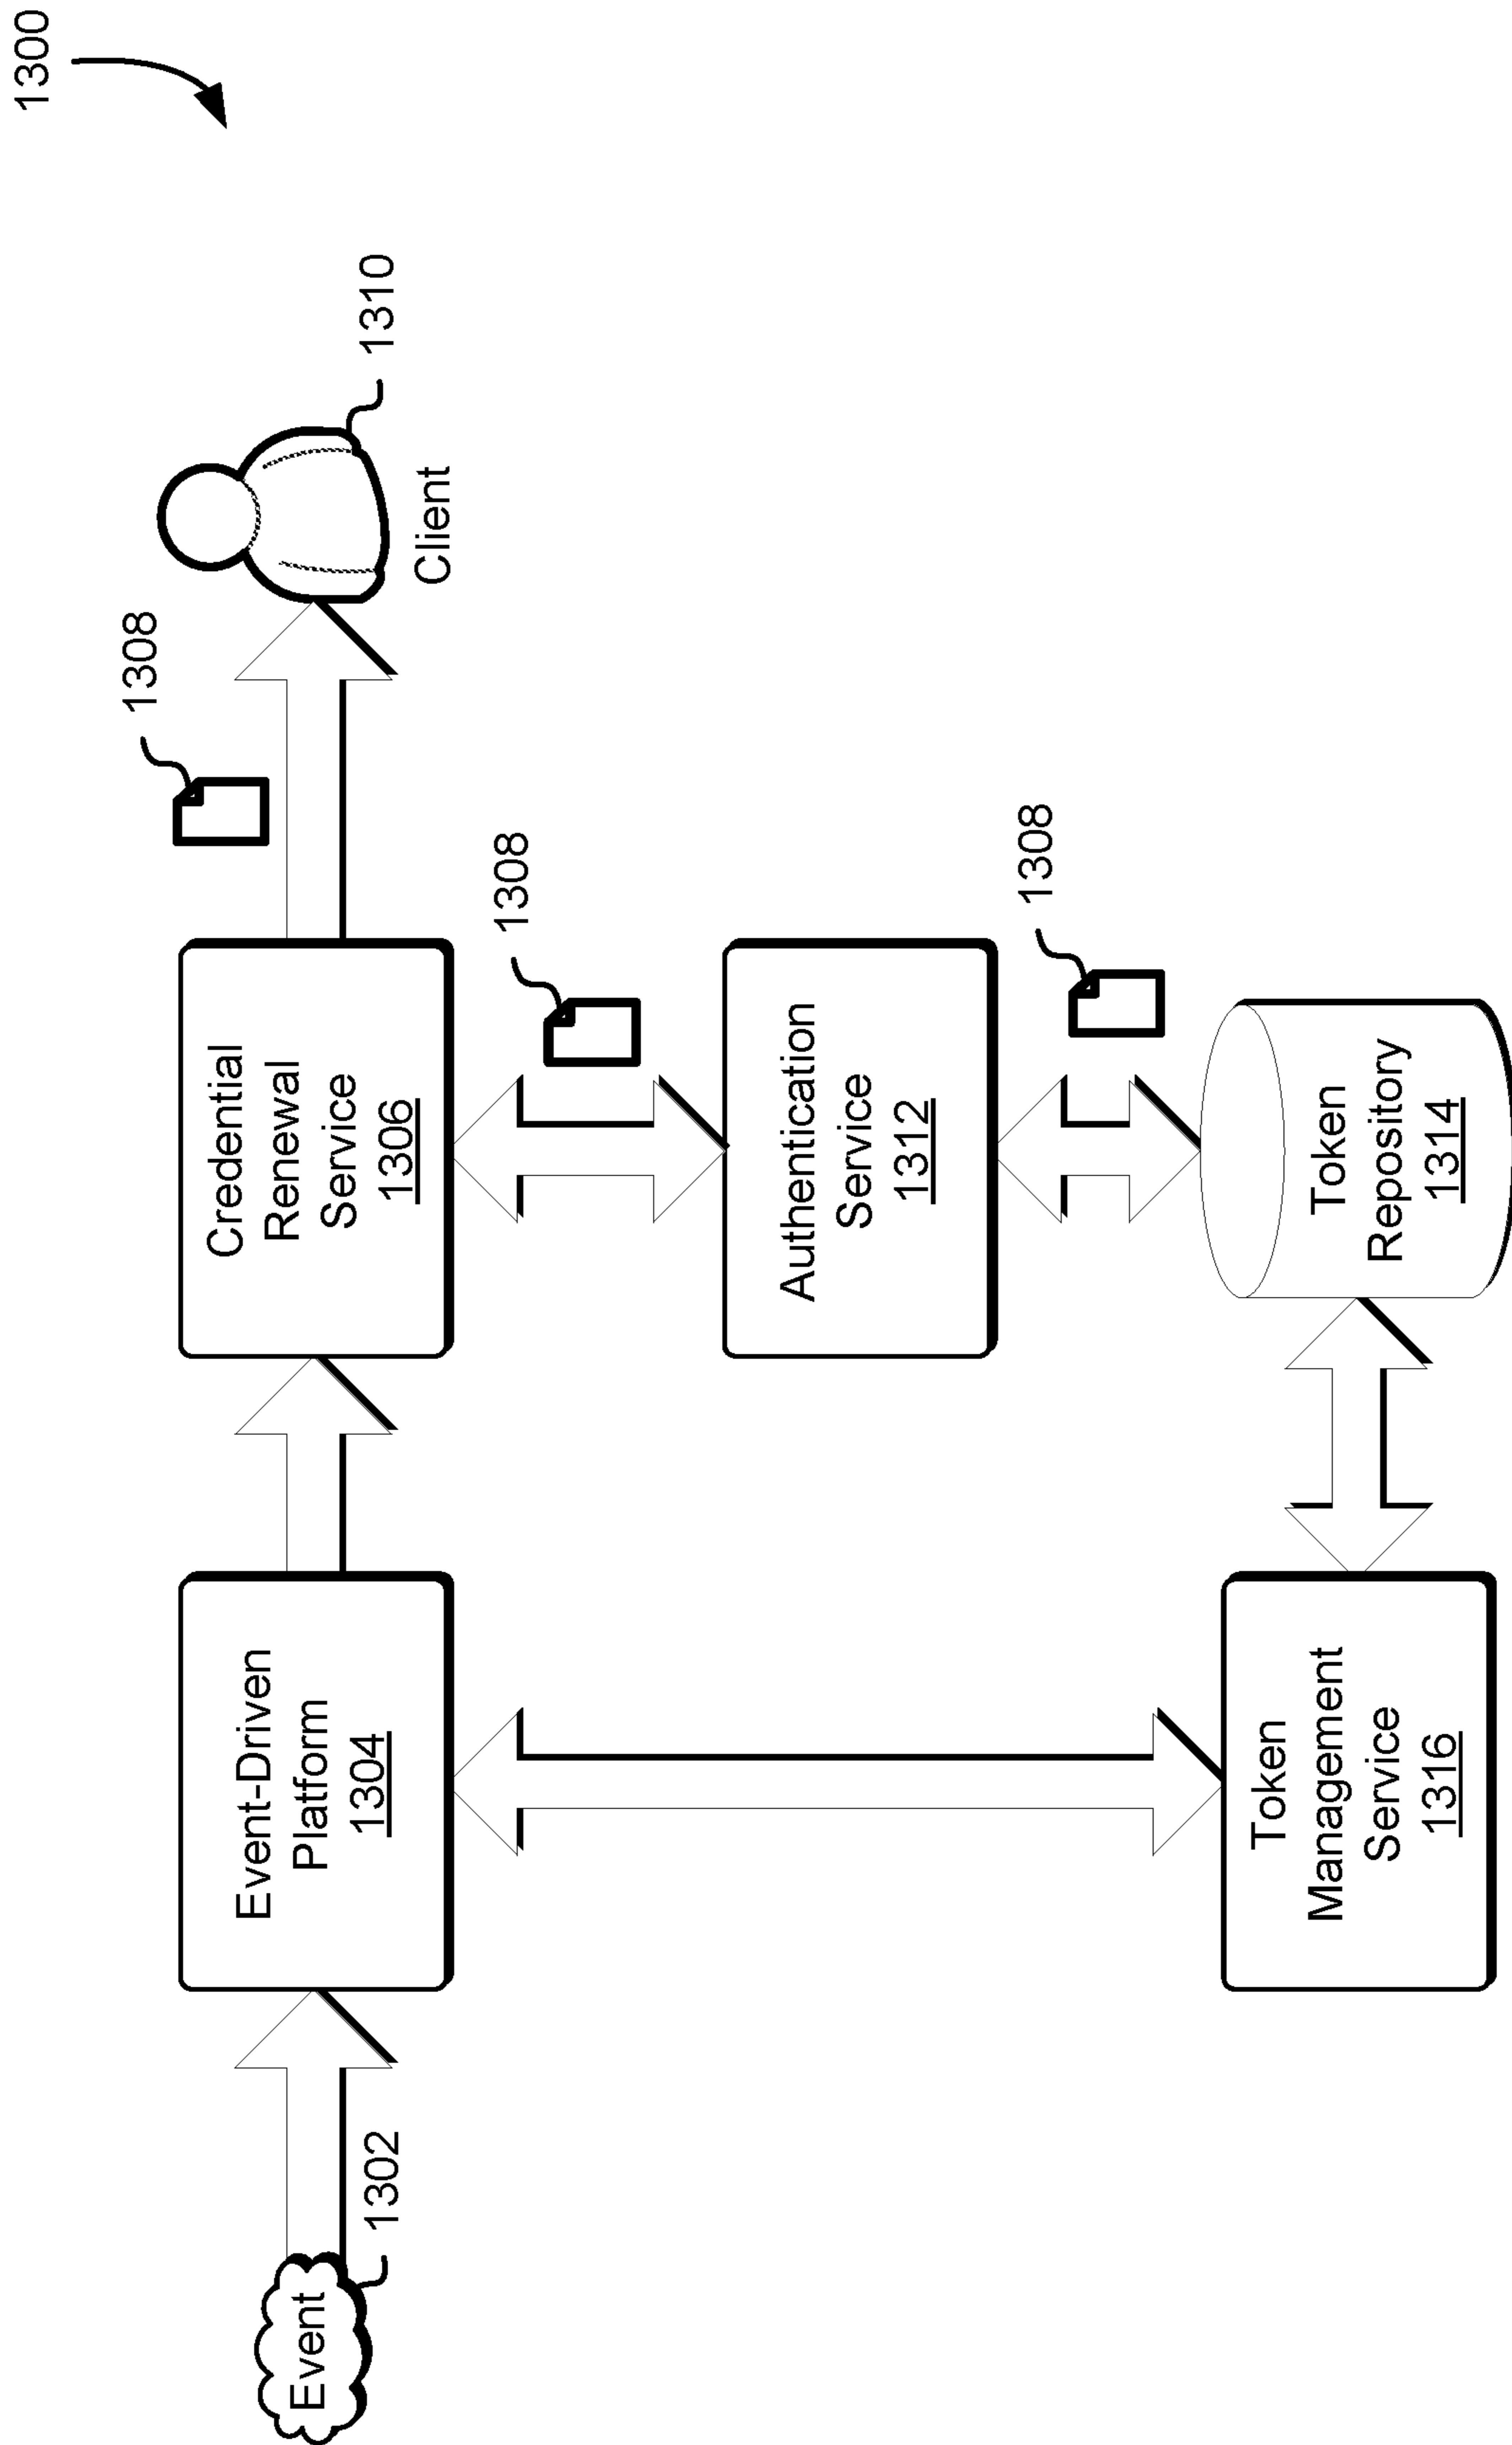 1300
Event
1302
Event-Driven
Platform
1304
Credential
Renewal
Service
1306
1308
Client
1310
1308
Authentication
Service
1312
1308
Token
Management
Service
1316
Token
Repository
1314